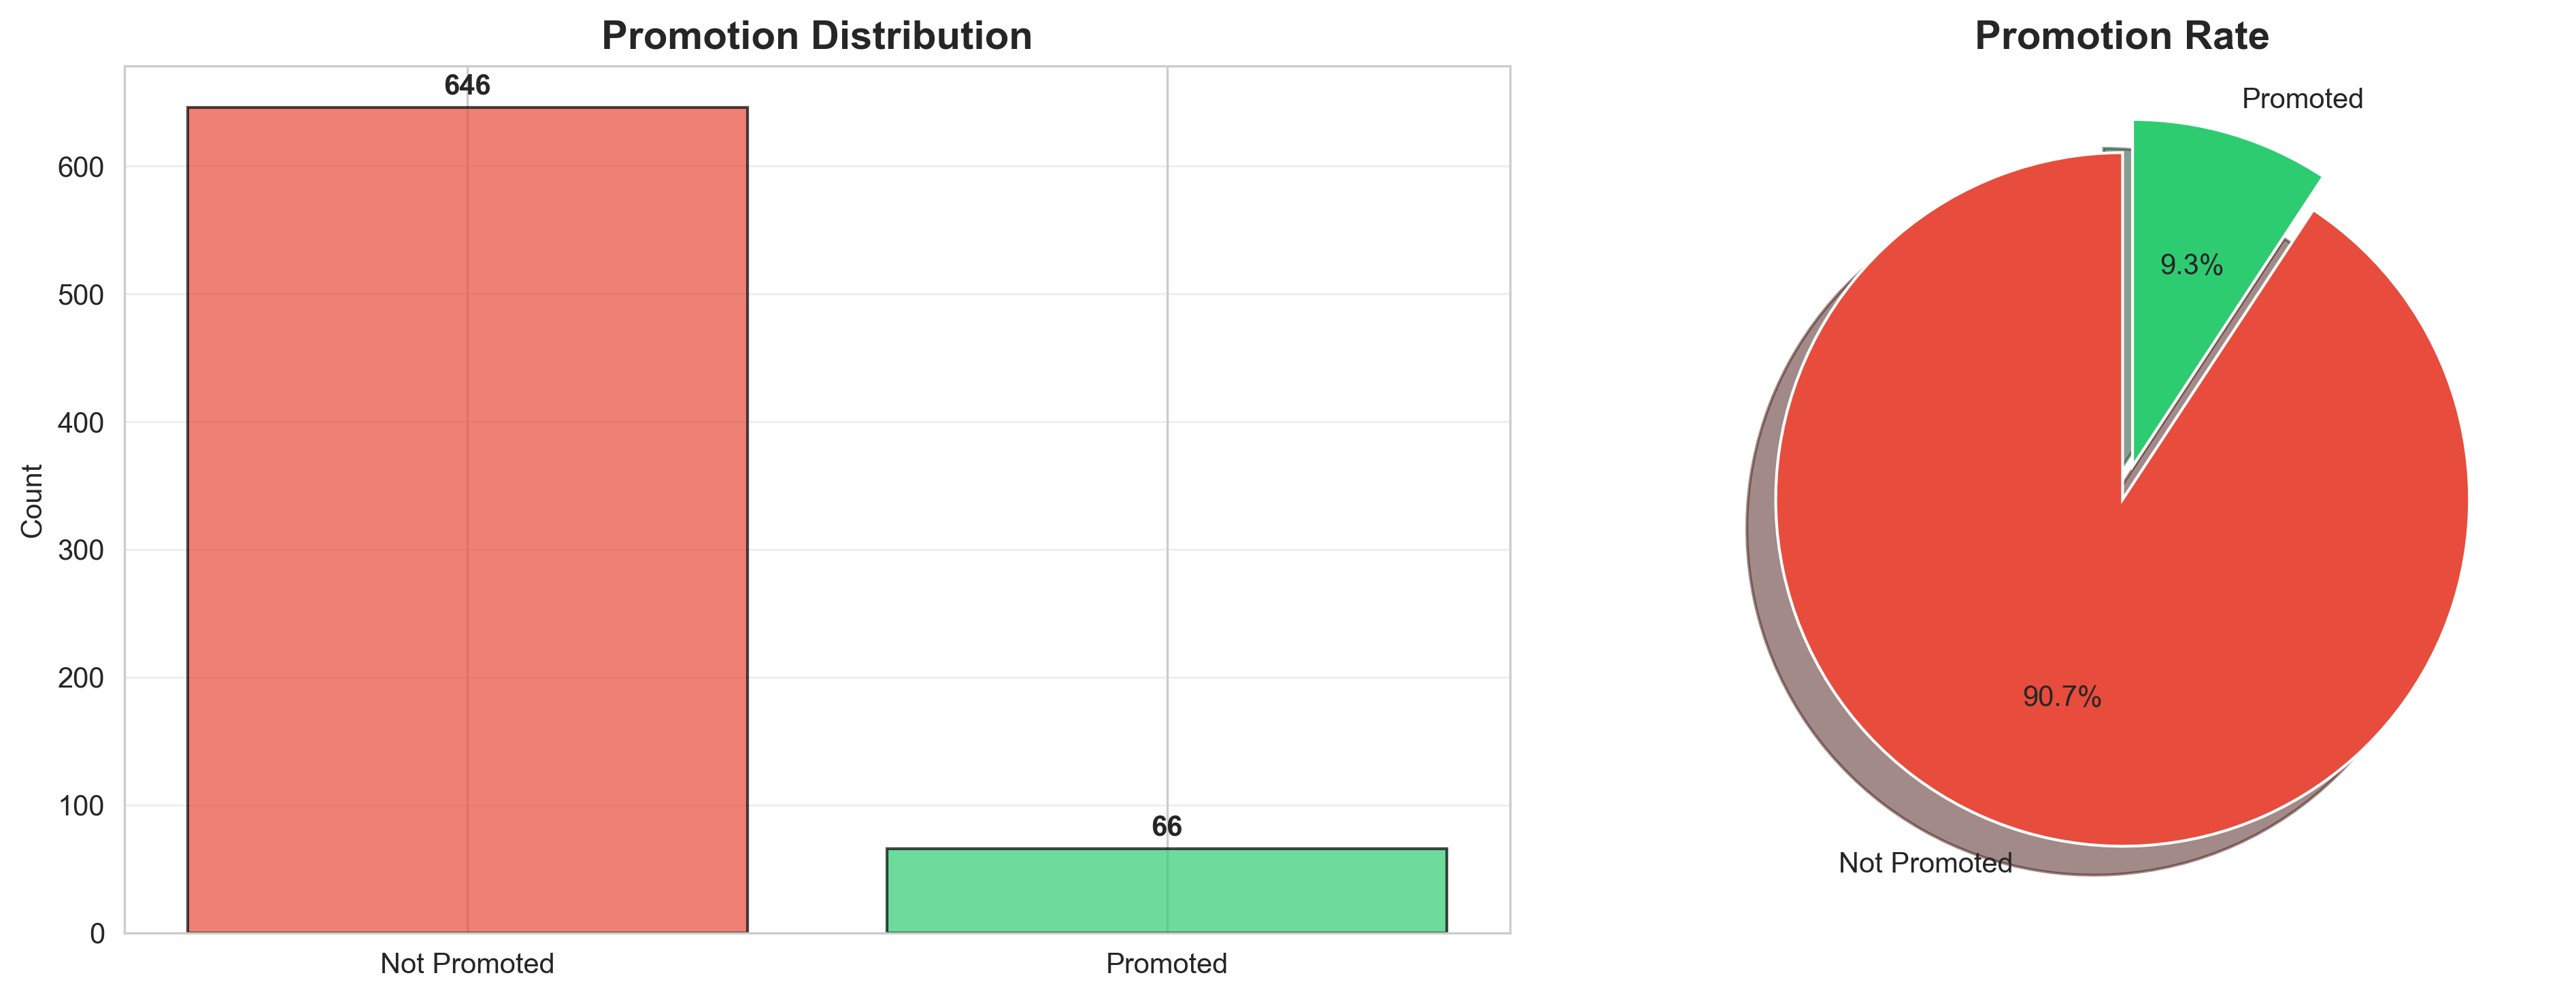 Promotion Distribution
646
600
500
400
300
200
100
0
Count
66
Not Promoted
Promoted
Promotion Rate
Promoted
9.3%
90.7%
Not Promoted